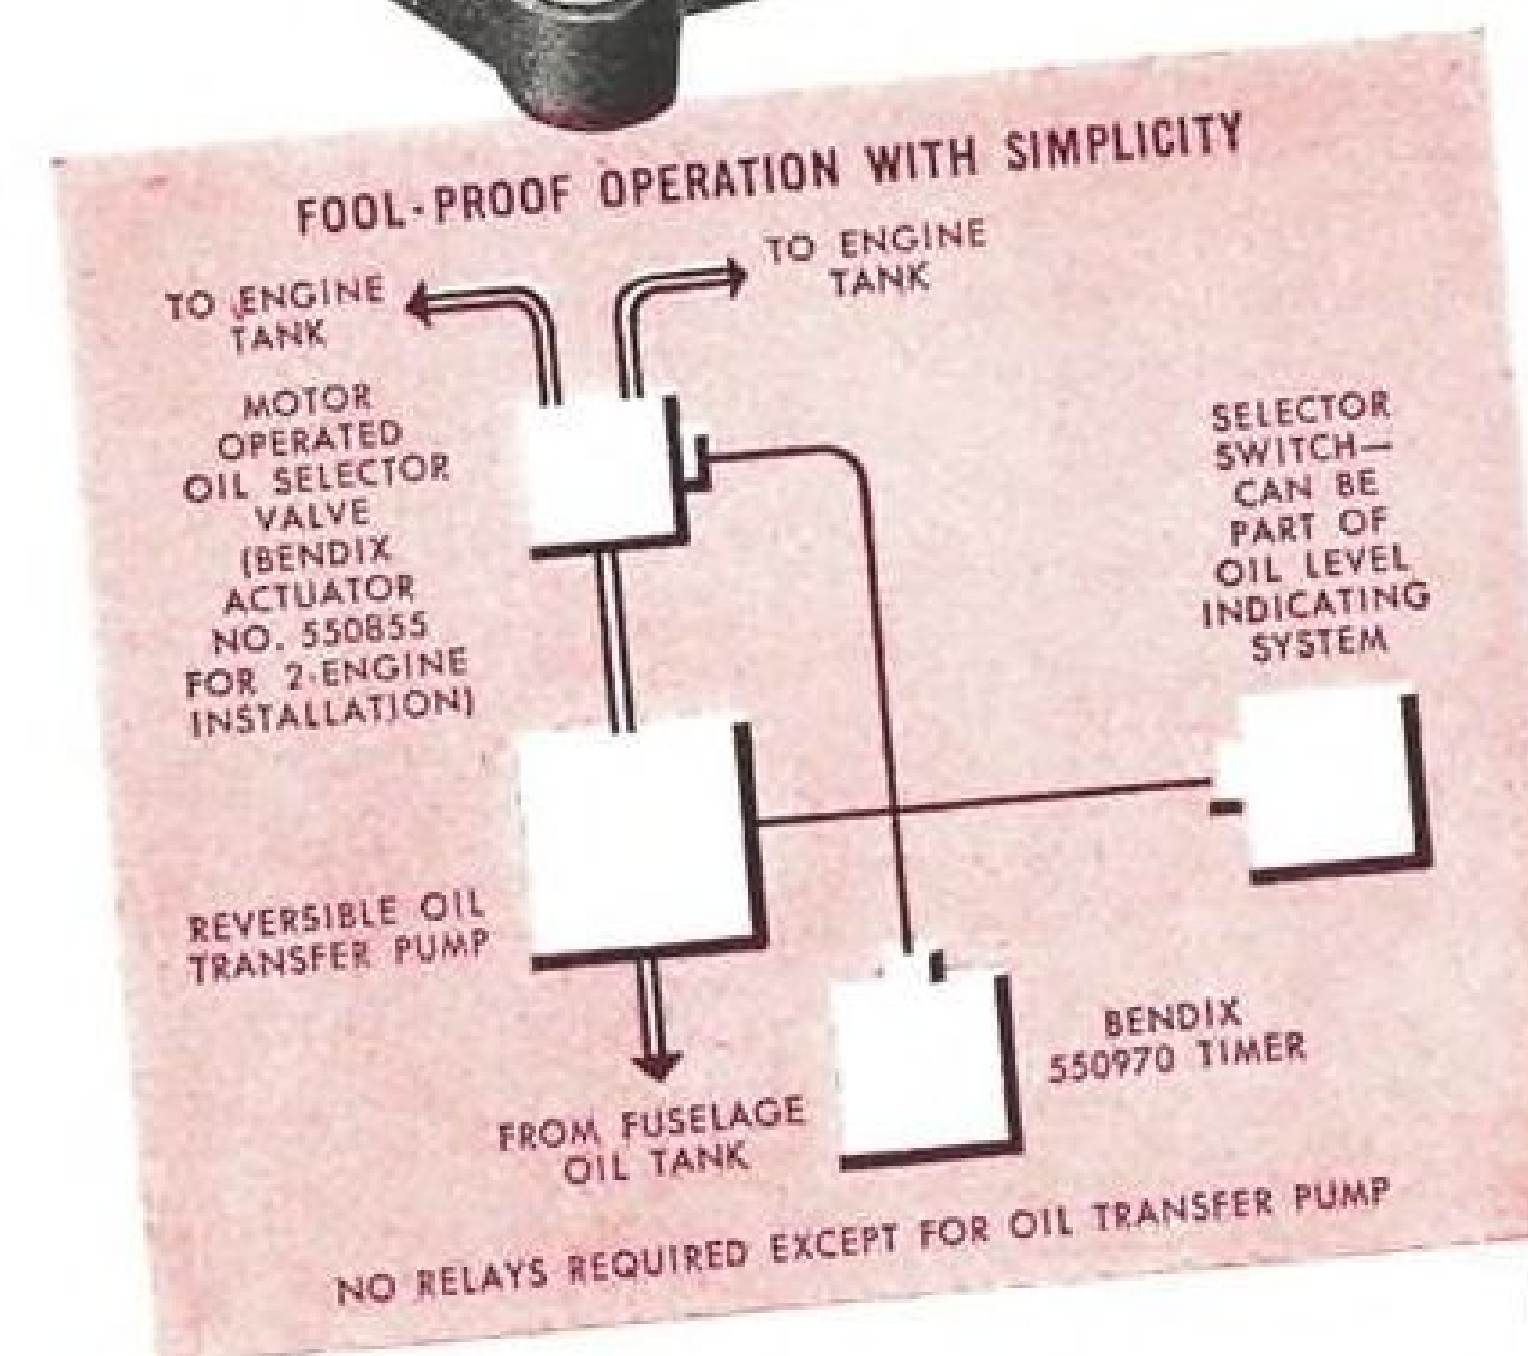 FOOL-PROOF OPERATION WITH SIMPLICITY
TO ENGINE
TANK
TO ENGINE
TANK
MOTOR
OPERATED
OIL SELECTOR
VALVE
(BENDIX
ACTUATOR
NO. 550855
FOR 2-ENGINE
INSTALLATION)
SELECTOR
SWITCH—
CAN BE
PART OF
OIL LEVEL
INDICATING
SYSTEM
REVERSIBLE OIL
TRANSFER PUMP
BENDIX
550970 TIMER
FROM FUSELAGE
OIL TANK
NO RELAYS REQUIRED EXCEPT FOR OIL TRANSFER PUMP